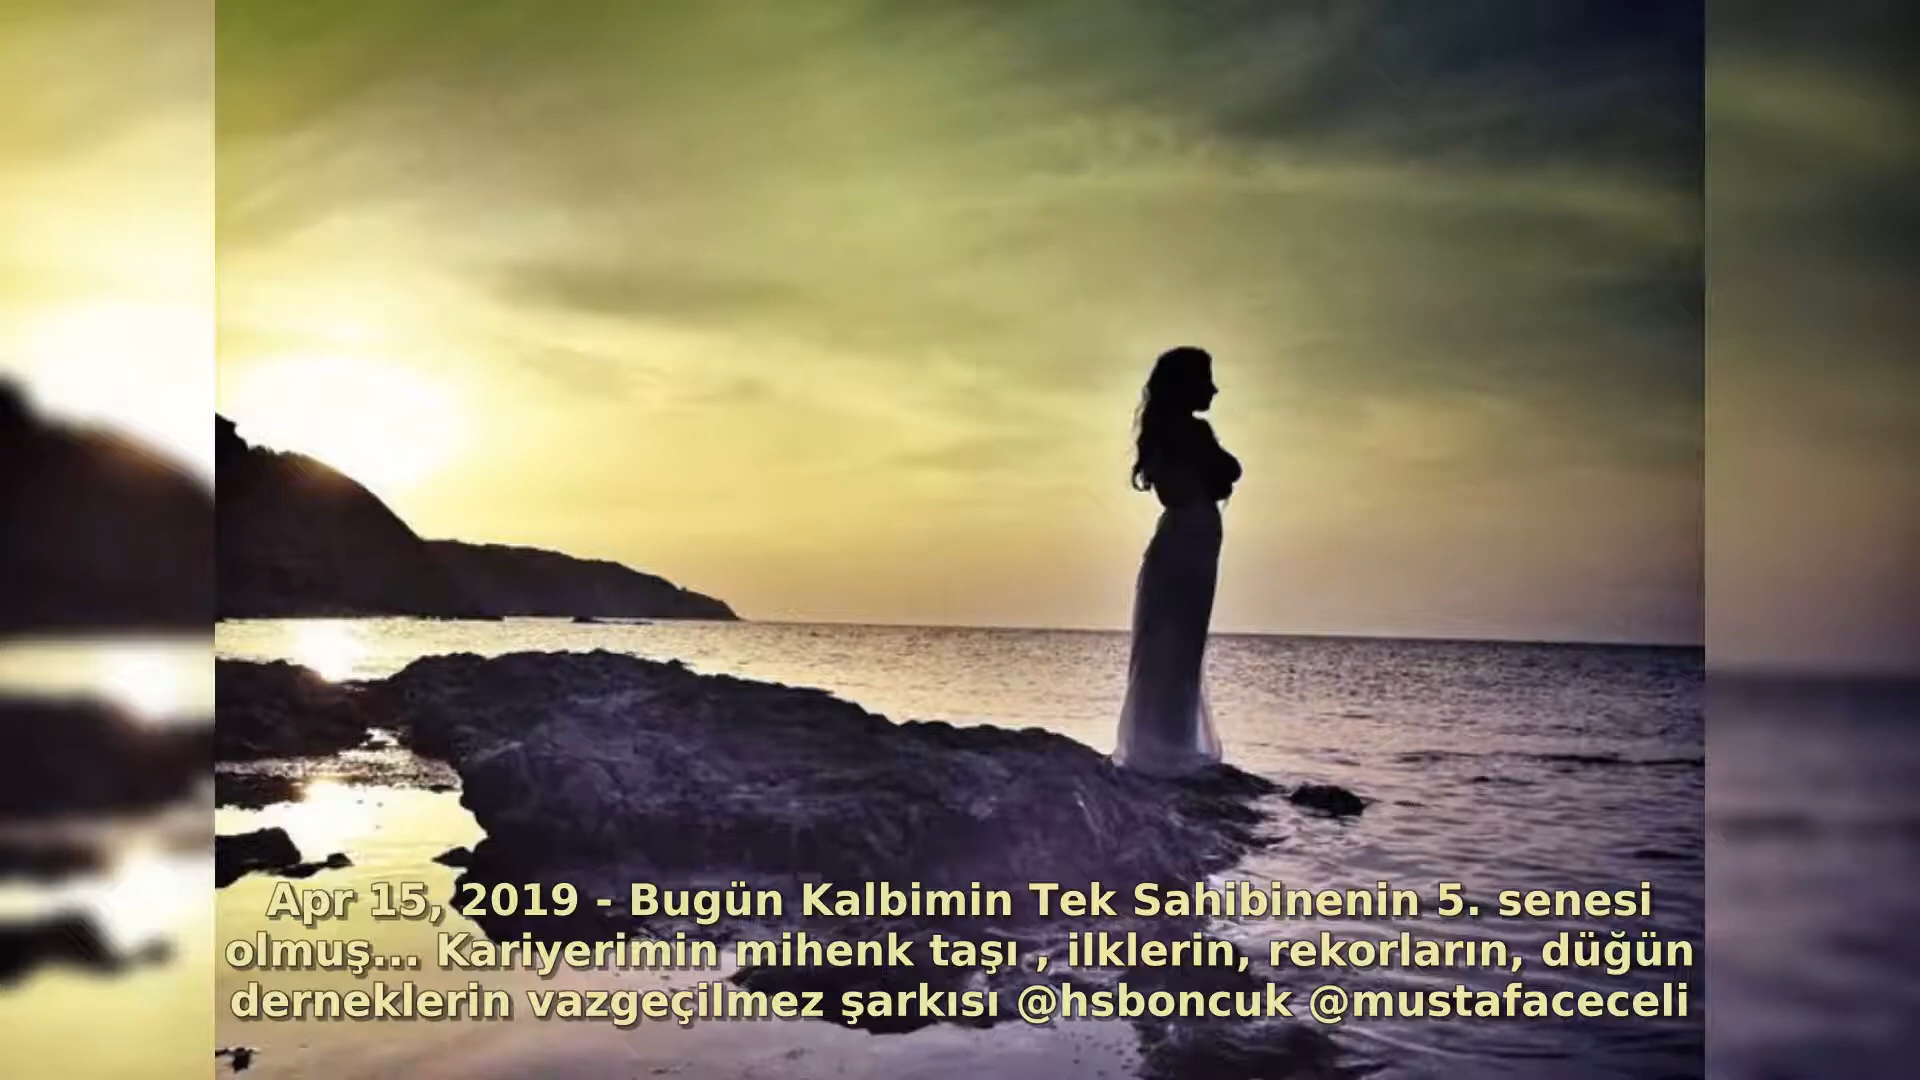 Apr 15, 2019 - Bugün Kalbimin Tek Sahibinenin 5. senesi
olmuş... Kariyerimin mihenk taşı , ilklerin, rekorların, düğün
derneklerin vazgeçilmez şarkısı @hsboncuk @mustafaceceli